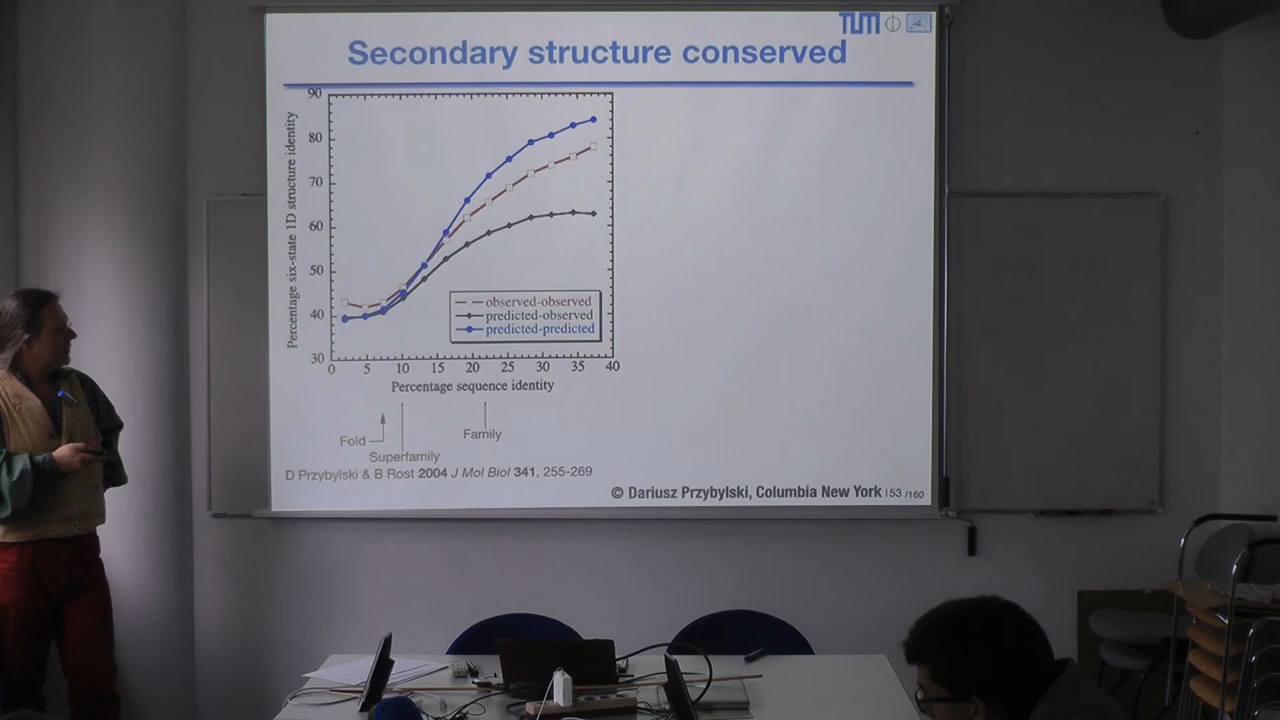 TUM
Secondary structure conserved
Percentage six-state 1D structure identity
90
80
70
60
50
40
30
observed-observed
predicted-observed
predicted-predicted
0 5 10 15 20 25 30 35 40
Percentage sequence identity
Fold
Family
Superfamily
D Przybylski & B Rost 2004 J Mol Biol 341, 255-269
© Dariusz Przybylski, Columbia New York 153 /160